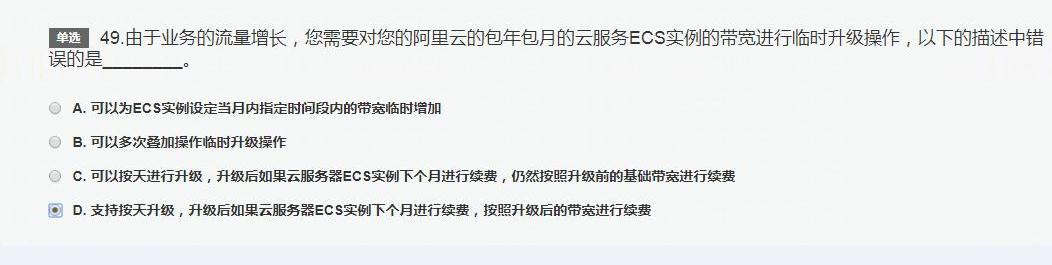 单选 49.由于业务的流量增长，您需要对您的阿里云的包年包月的云服务ECS实例的带宽进行临时升级操作，以下的描述中错
误的是________。
A. 可以为ECS实例设定当月内指定时间段内的带宽临时增加
B. 可以多次叠加操作临时升级操作
C. 可以按天进行升级，升级后如果云服务器ECS实例下个月进行续费，仍然按照升级前的基础带宽进行续费
D. 支持按天升级，升级后如果云服务器ECS实例下个月进行续费，按照升级后的带宽进行续费